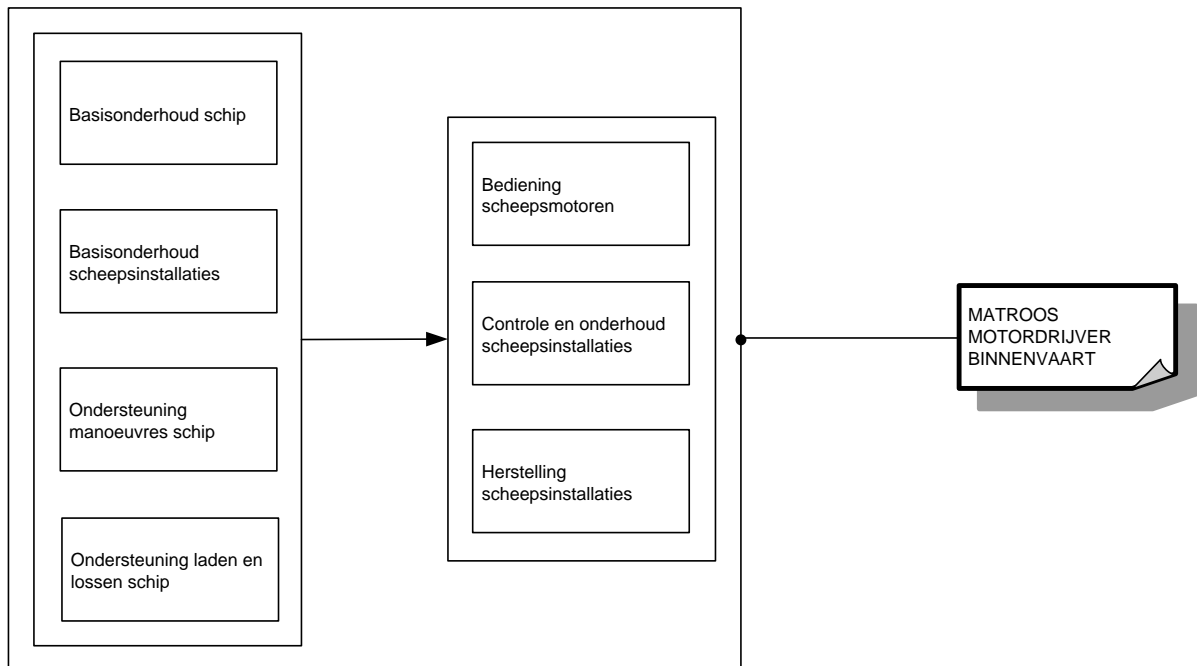 Basisonderhoud schip
Basisonderhoud
scheepsinstallaties
Ondersteuning
manoeuvres schip
Ondersteuning laden en
lossen schip
Bediening
scheepsmotoren
Controle en onderhoud
scheepsinstallaties
Herstelling
scheepsinstallaties
MATROOS
MOTORDRIJVER
BINNENVAART